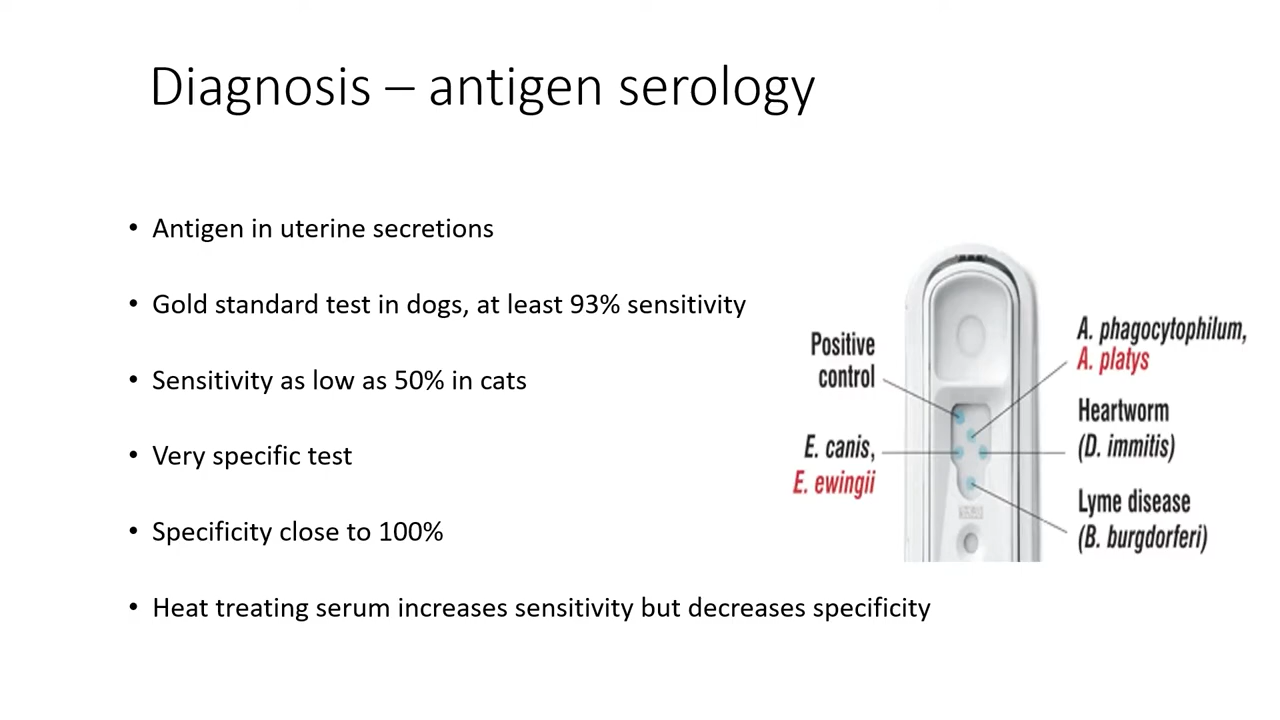 Diagnosis – antigen serology
• Antigen in uterine secretions
• Gold standard test in dogs, at least 93% sensitivity
• Sensitivity as low as 50% in cats
• Very specific test
• Specificity close to 100%
• Heat treating serum increases sensitivity but decreases specificity
Positive
control
E. canis,
E. ewingii
A. phagocytophilum,
A. platys
Heartworm
(D. immitis)
Lyme disease
(B. burgdorferi)